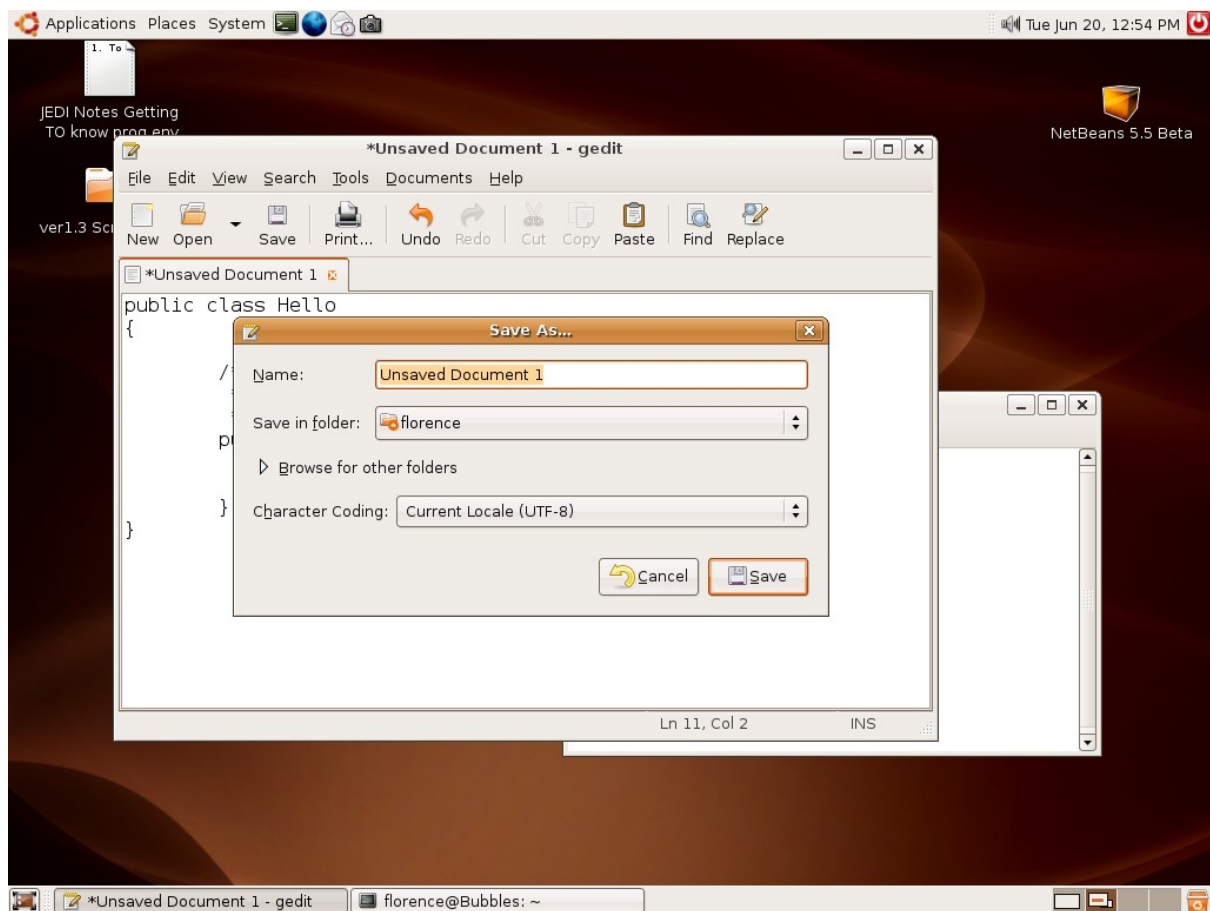 Applications Places System Tue Jun 20, 12:54 PM
1. To
JEDI Notes Getting
TO know prog env
NetBeans 5.5 Beta
ver1.3
*Unsaved Document 1 - gedit
File Edit View Search Tools Documents Help
New Open Save Print... Undo Redo Cut Copy Paste Find Replace
*Unsaved Document 1
public class Hello
{
Save As...
Name: Unsaved Document 1
Save in folder: florence
Browse for other folders
Character Coding: Current Locale (UTF-8)
}
}
Cancel Save
Ln 11, Col 2 INS
*Unsaved Document 1 - gedit florence@Bubbles: ~